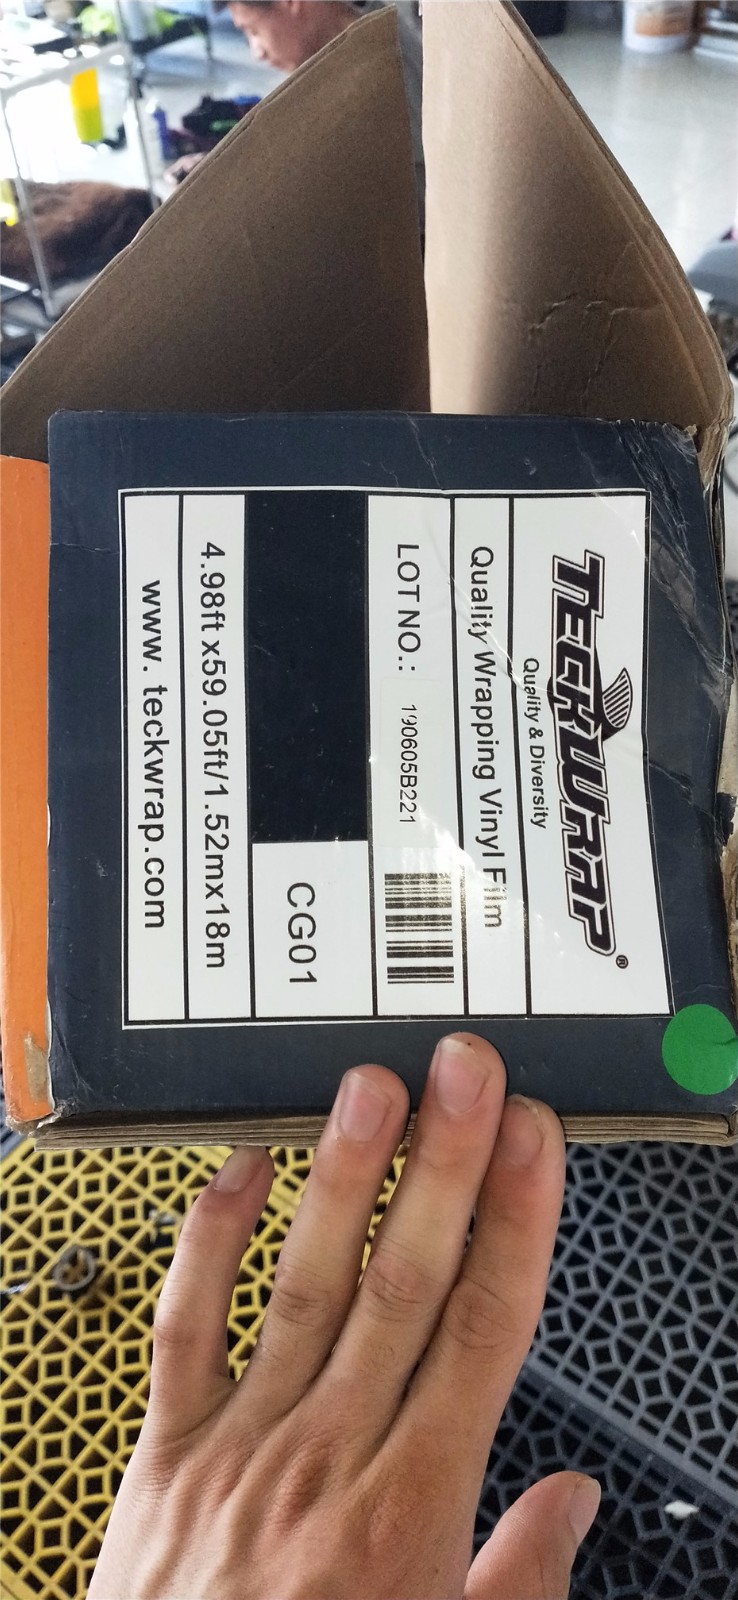 TECKWRAP®
Quality & Diversity
Quality Wrapping Vinyl Film
LOT NO.: 190605B221
CG01
4.98ft x59.05ft/1.52mx18m
www. teckwrap.com